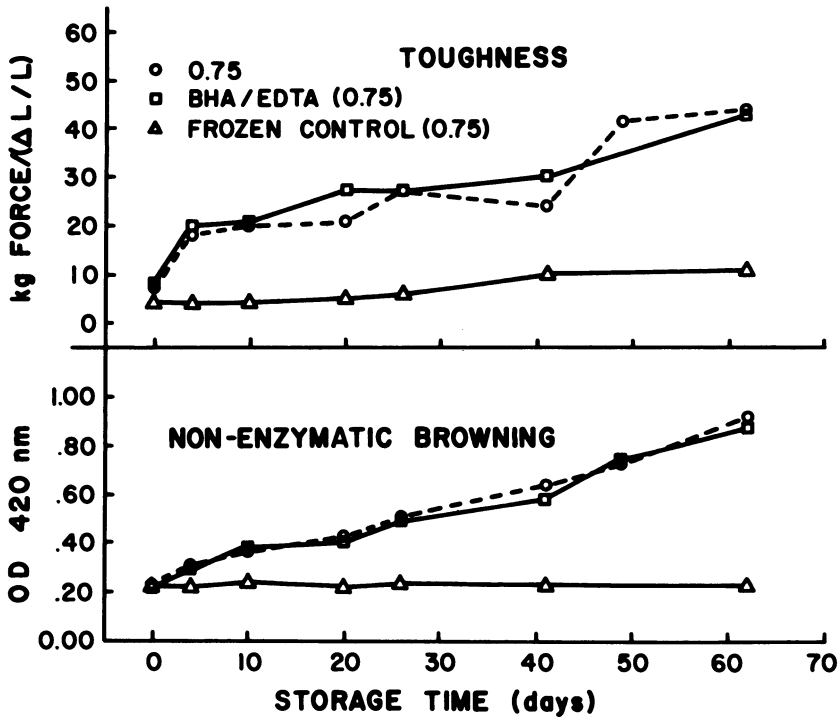 TOUGHNESS
0.75
BHA/EDTA (0.75)
FROZEN CONTROL (0.75)
kg FORCE/(Δ L/L)
60
50
40
30
20
10
0
NON-ENZYMATIC BROWNING
OD 420 nm
1.00
.80
.60
.40
.20
0.00
0 10 20 30 40 50 60 70
STORAGE TIME (days)